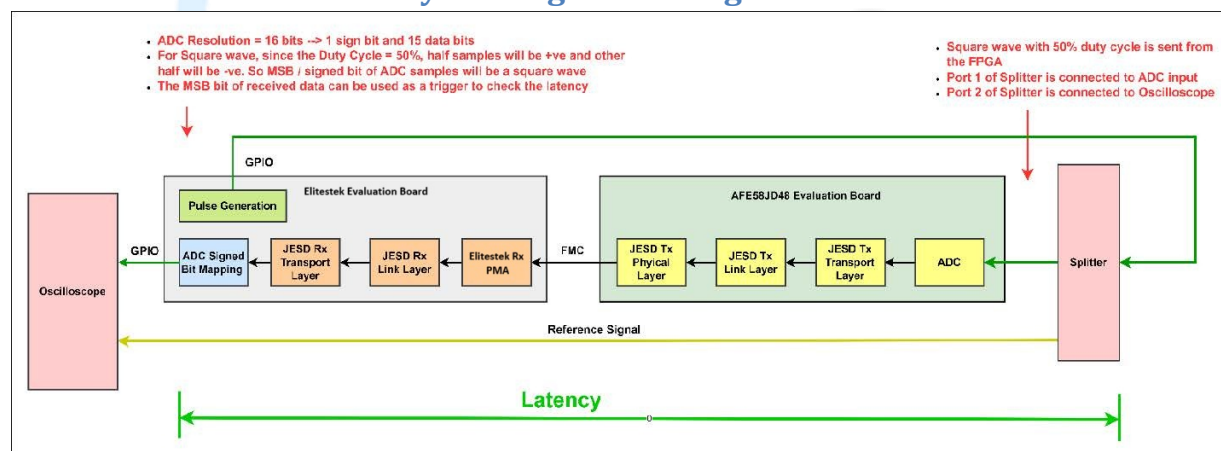 • ADC Resolution = 16 bits --> 1 sign bit and 15 data bits
• For Square wave, since the Duty Cycle = 50%, half samples will be +ve and other
half will be -ve. So MSB / signed bit of ADC samples will be a square wave
• The MSB bit of received data can be used as a trigger to check the latency
• Square wave with 50% duty cycle is sent from
the FPGA
• Port 1 of Splitter is connected to ADC input
• Port 2 of Splitter is connected to Oscilloscope
GPIO
Elitestek Evaluation Board
Pulse Generation
AFE58JD48 Evaluation Board
Oscilloscope
GPIO
ADC Signed
Bit Mapping
JESD Rx
Transport
Layer
JESD Rx
Link Layer
Elitestek Rx
PMA
FMC
JESD Tx
Phyical
Layer
JESD Tx
Link Layer
JESD Tx
Transport
Layer
ADC
Splitter
Reference Signal
Latency